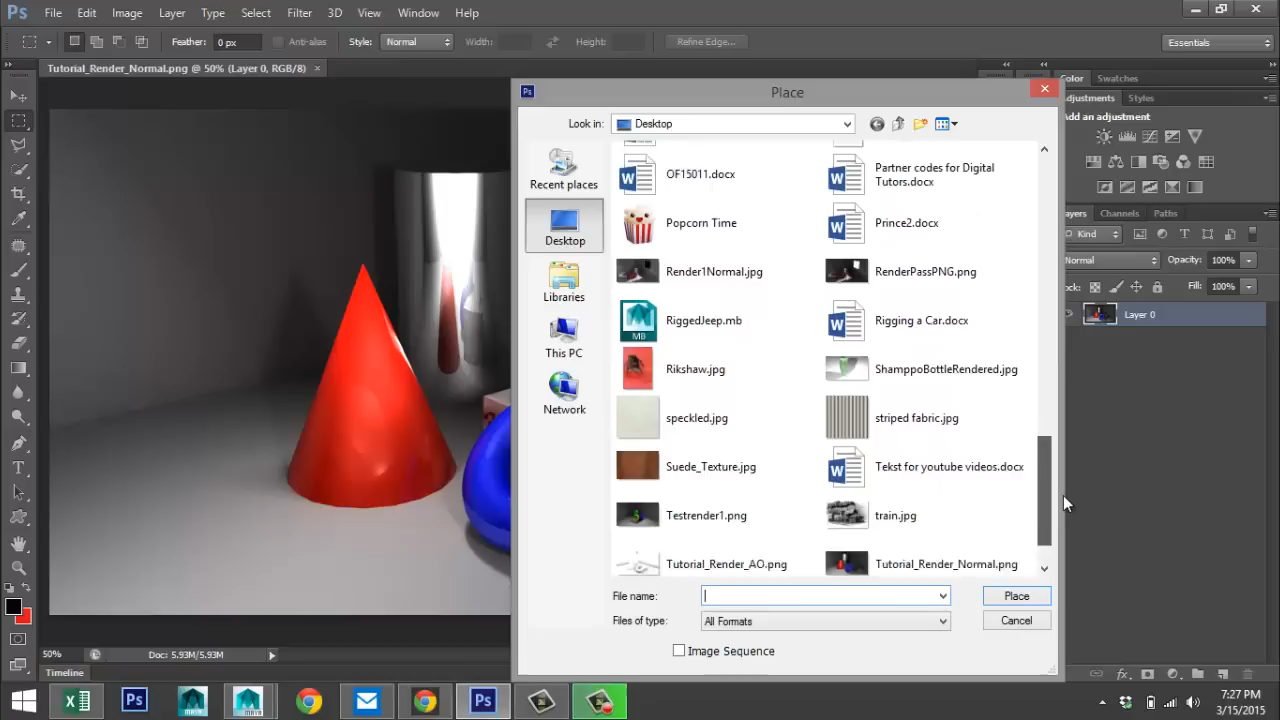 Ps File Edit Image Layer Type Select Filter 3D View Window Help
Feather: 0 px Anti-alias Style: Normal Width: Height: Refine Edge... Essentials
Tutorial_Render_Normal.png @ 50% (Layer 0, RGB/8) ×
Color Swatches
Adjustments Styles
Add an adjustment
Channels Paths
Kind
Normal Opacity: 100%
Fill: 100%
Layer 0
Place
Look in: Desktop
Recent places
Desktop
Libraries
This PC
Network
OF15011.docx
Partner codes for Digital
Tutors.docx
Popcorn Time
Prince2.docx
Render1Normal.jpg
RenderPassPNG.png
RiggedJeep.mb
Rigging a Car.docx
Rikshaw.jpg
ShamppoBottleRendered.jpg
speckled.jpg
striped fabric.jpg
Suede_Texture.jpg
Tekst for youtube videos.docx
Testrender1.png
train.jpg
Tutorial_Render_AO.png
Tutorial_Render_Normal.png
File name: Place
Files of type: All Formats Cancel
Image Sequence
50% Doc: 5.93M/5.93M
Timeline
7:27 PM
3/15/2015